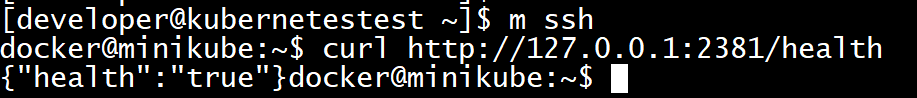 [developer@kubernetestest ~]$ m ssh
docker@minikube:~$ curl http://127.0.0.1:2381/health
{"health":"true"}docker@minikube:~$